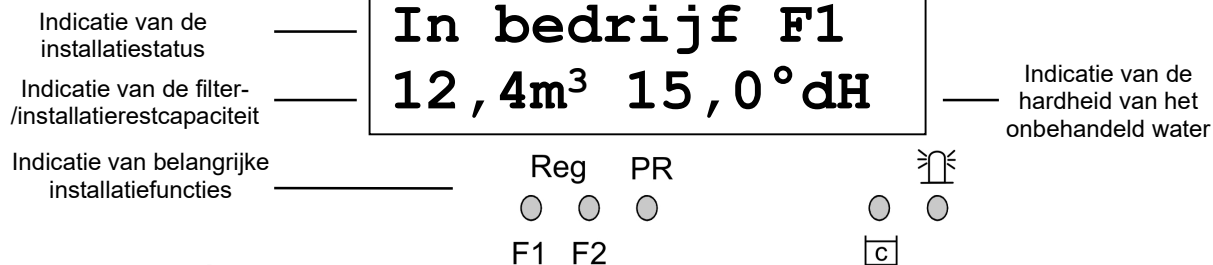 Indicatie van de
installatiestatus
In bedrijf F1
Indicatie van de filter-
/installatierestcapaciteit
12,4m³ 15,0°dH
Indicatie van de
hardheid van het
onbehandeld water
Indicatie van belangrijke
installatiefuncties
Reg PR
F1 F2
c